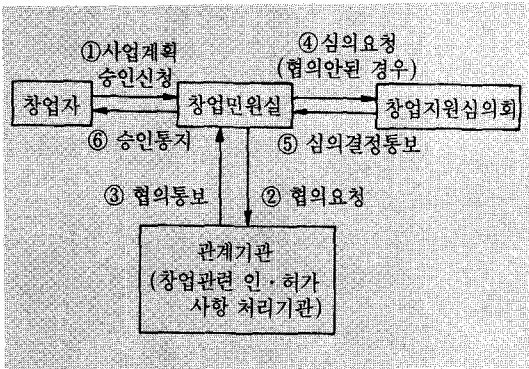 ①사업계획
승인신청
④ 심의요청
(협의안된 경우)
창업자
창업민원실
창업지원심의회
⑥ 승인통지
⑤ 심의결정통보
③ 협의통보
② 협의요청
관계기관
(창업관련 인·허가
사항 처리기관)